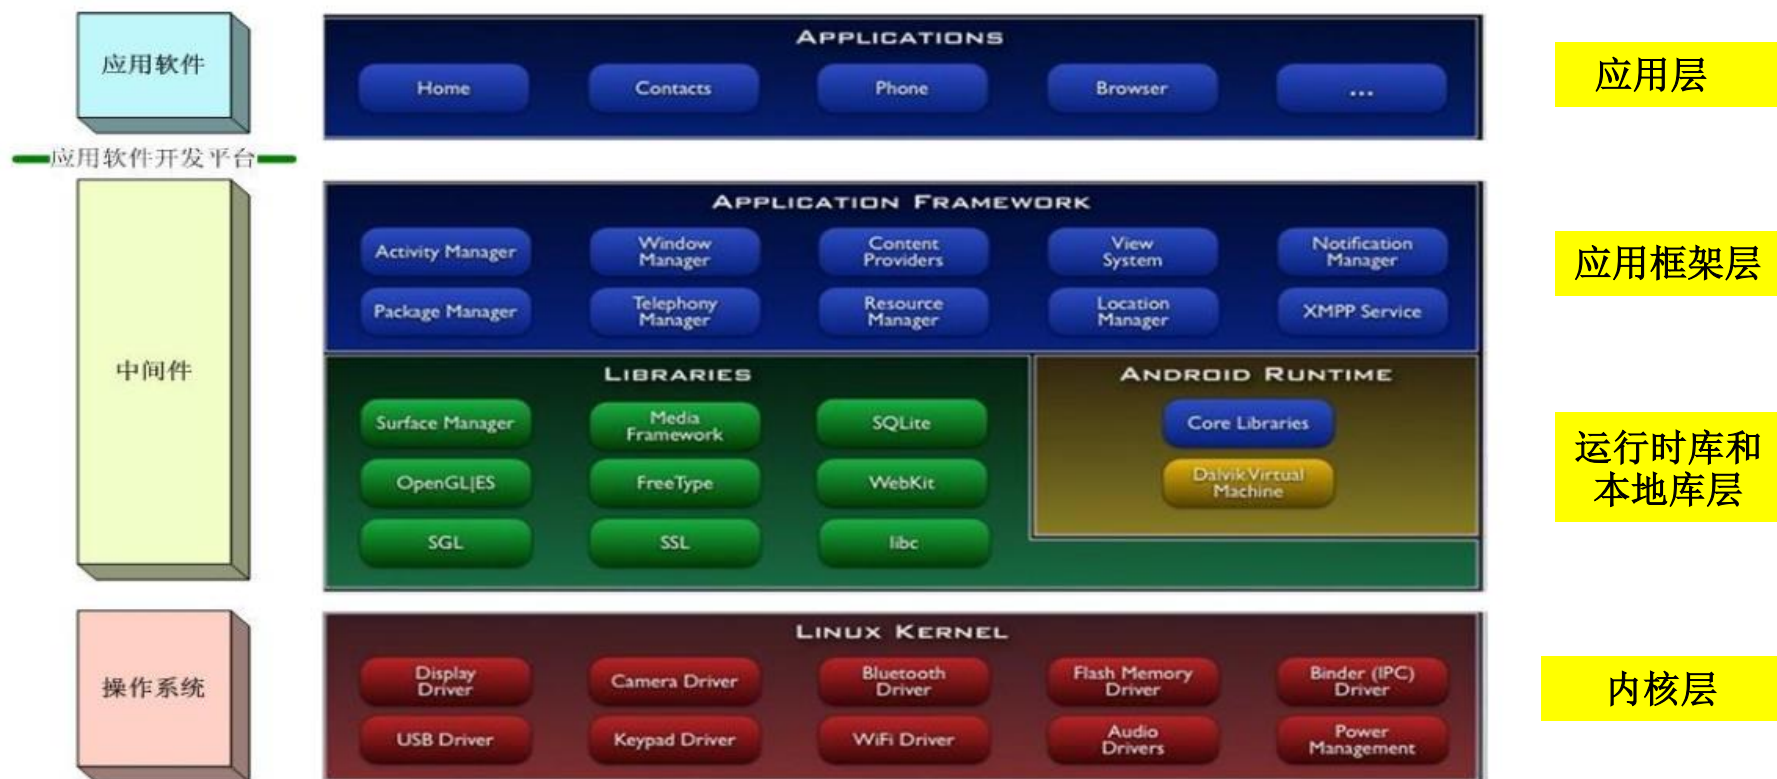 应用软件
APPLICATIONS
Home
Contacts
Phone
Browser
...
应用层
应用软件开发平台
中间件
APPLICATION FRAMEWORK
Activity Manager
Window
Manager
Content
Providers
View
System
Notification
Manager
Package Manager
Telephony
Manager
Resource
Manager
Location
Manager
XMPP Service
应用框架层
LIBRARIES
Surface Manager
Media
Framework
SQLite
OpenGL|ES
FreeType
WebKit
SGL
SSL
libc
ANDROID RUNTIME
Core Libraries
Dalvik Virtual
Machine
运行时库和
本地库层
操作系统
LINUX KERNEL
Display
Driver
Camera Driver
Bluetooth
Driver
Flash Memory
Driver
Binder (IPC)
Driver
USB Driver
Keypad Driver
WiFi Driver
Audio
Drivers
Power
Management
内核层